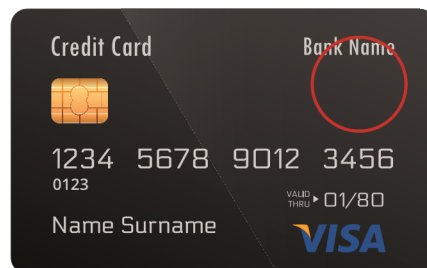 Credit Card Bank Name
1234 5678 9012 3456
0123
VALID THRU 01/80
Name Surname
VISA